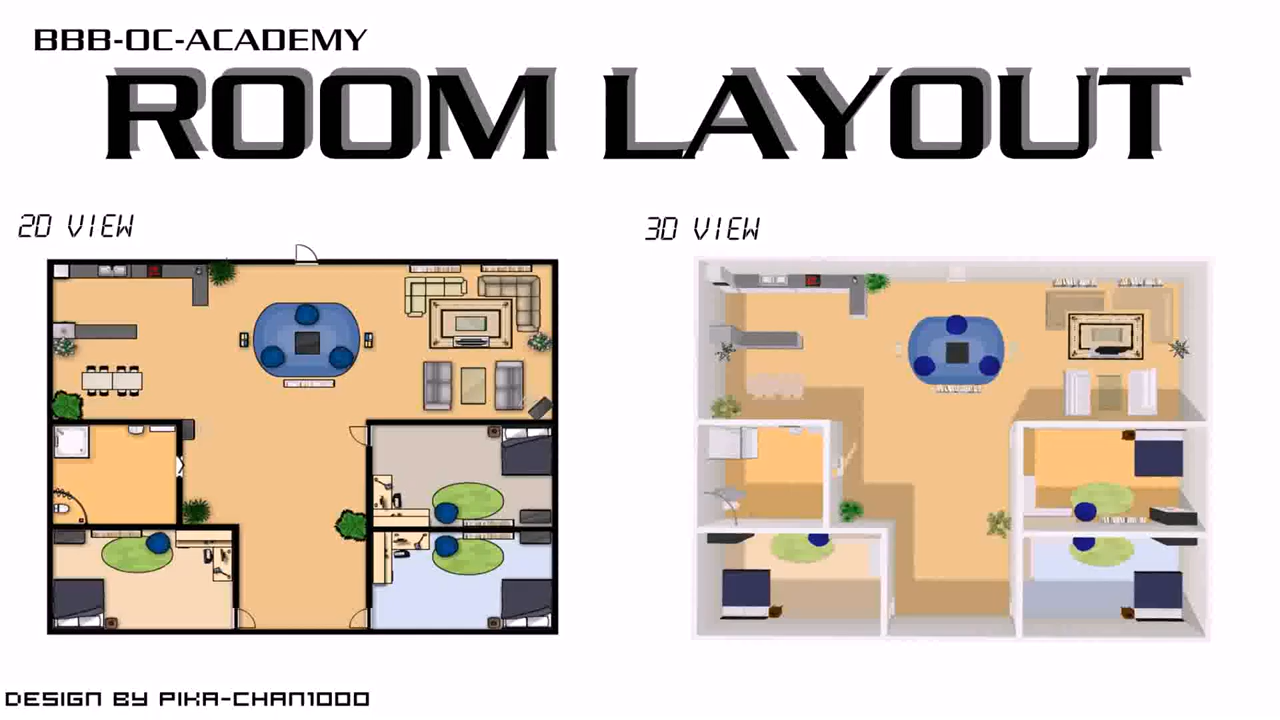 BBB-OC-ACADEMY
ROOM LAYOUT
2D VIEW
3D VIEW
DESIGN BY PIKA-CHAN1000